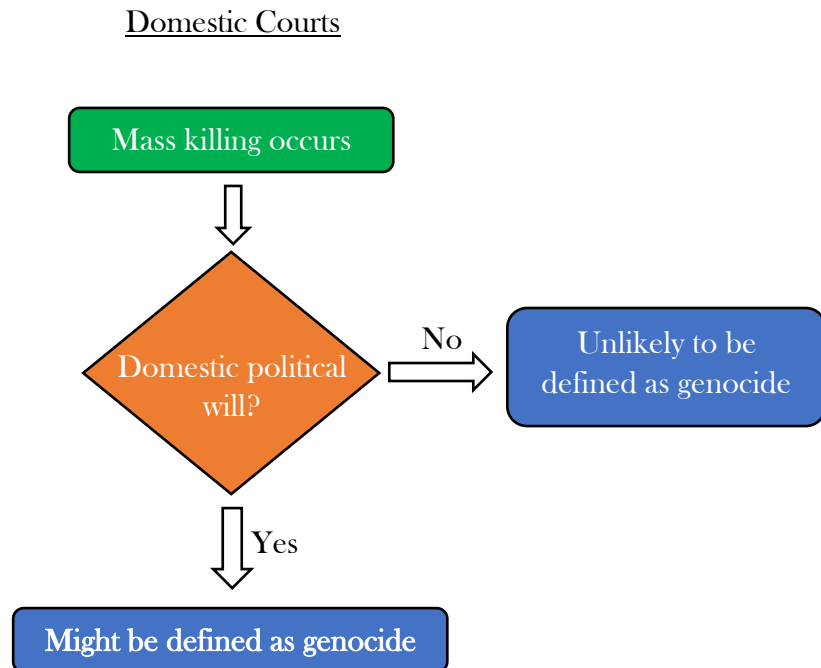 Domestic Courts
Mass killing occurs
Domestic political
will?
No
Unlikely to be
defined as genocide
Yes
Might be defined as genocide